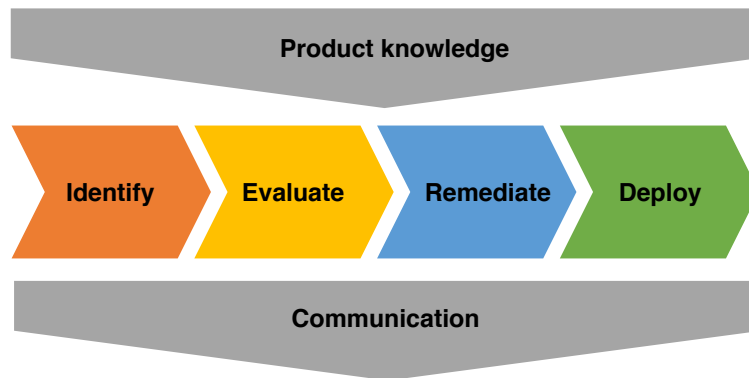 Product knowledge
Identify
Evaluate
Remediate
Deploy
Communication